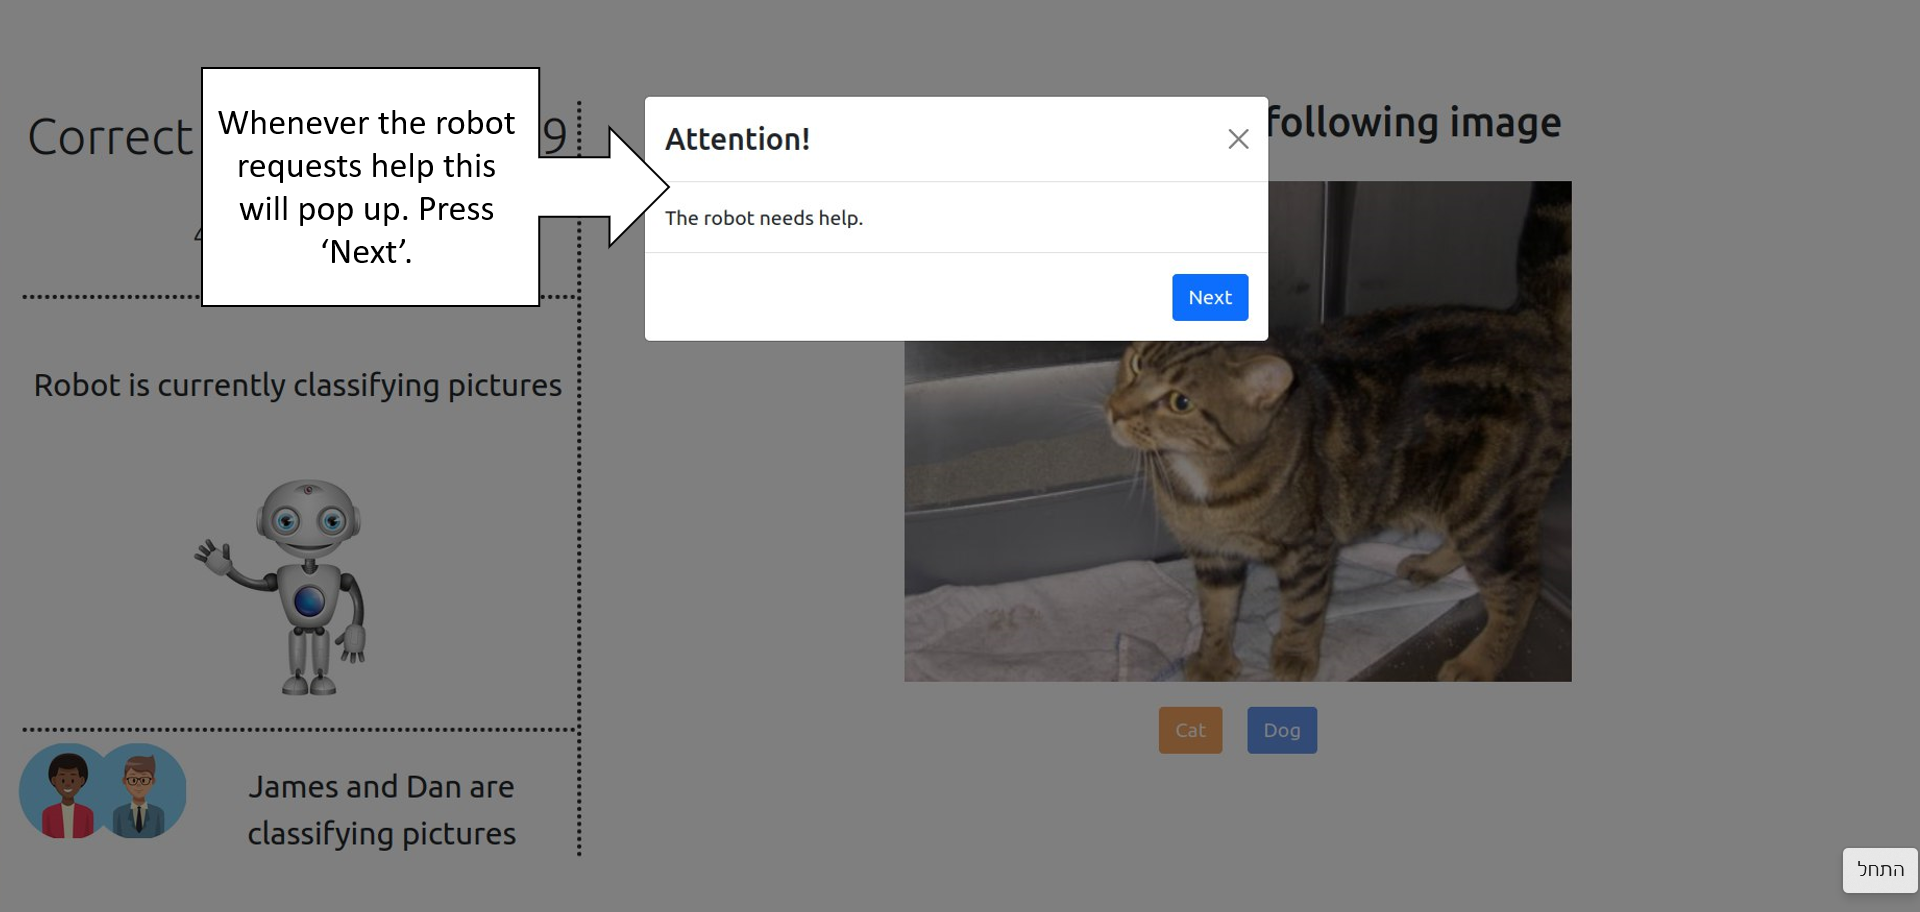 Correct
9
Whenever the robot
requests help this
will pop up. Press
‘Next’.
Attention!
The robot needs help.
Next
following image
Robot is currently classifying pictures
Cat
Dog
James and Dan are
classifying pictures
התחל